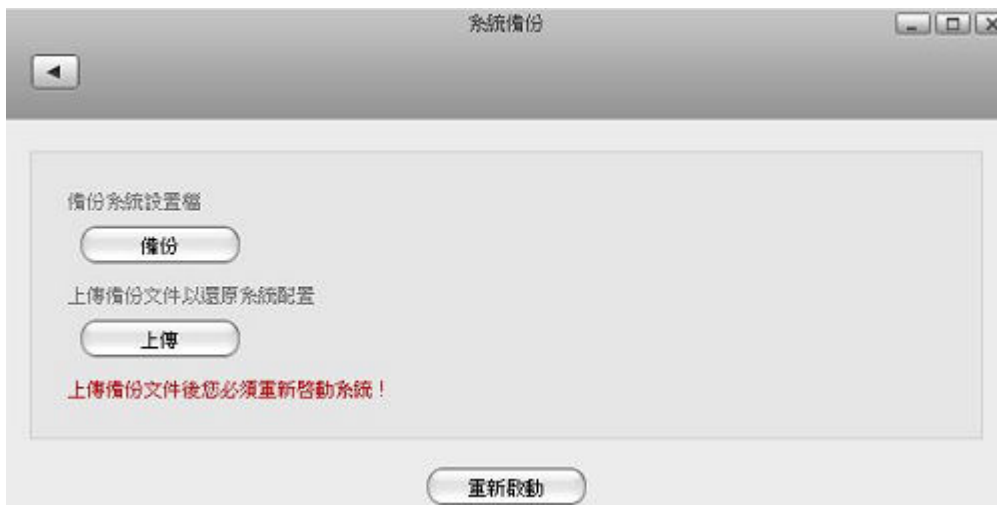 系統備份
備份系統設置檔
備份
上傳備份文件以還原系統配置
上傳
上傳備份文件後您必須重新啓動系統！
重新啟動